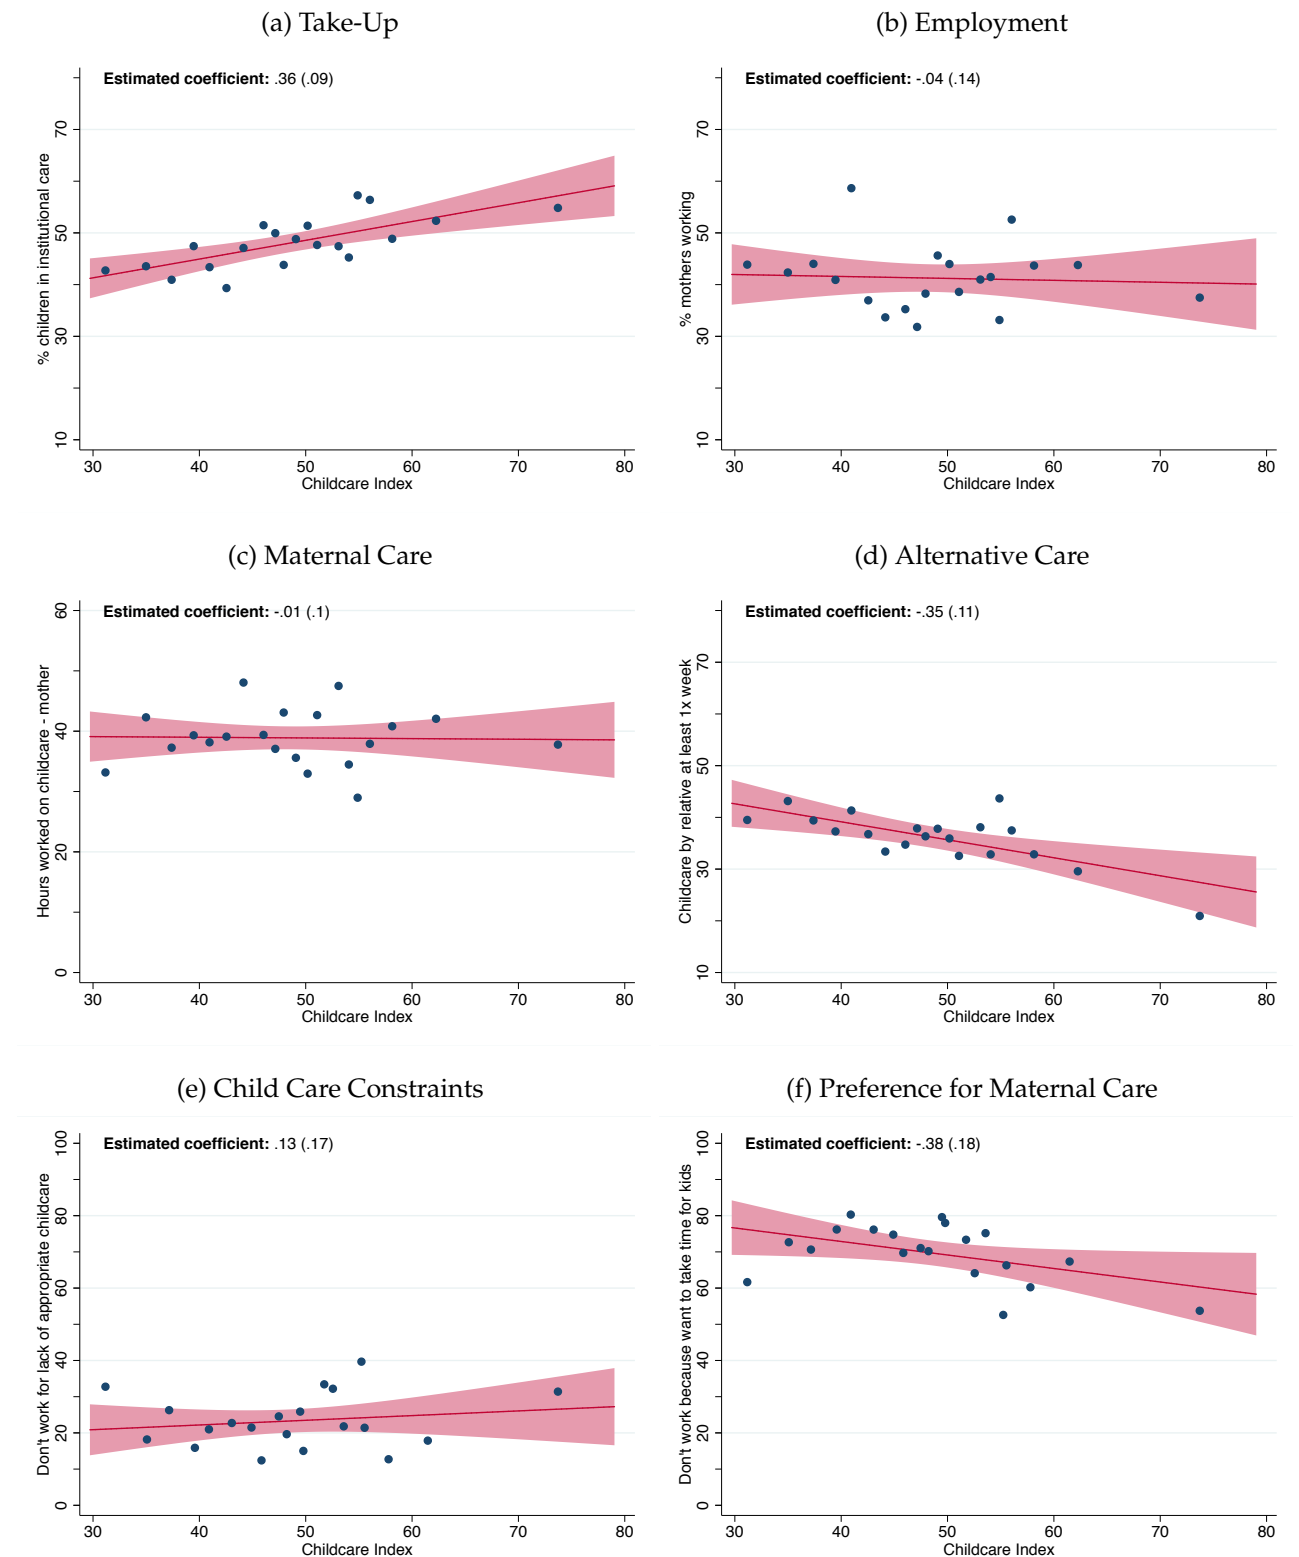 (a) Take-Up
Estimated coefficient: .36 (.09)
% children in institutional care
70
50
30
10
30 40 50 60 70 80
Childcare Index
(b) Employment
Estimated coefficient: -.04 (.14)
% mothers working
70
50
30
10
30 40 50 60 70 80
Childcare Index
(c) Maternal Care
Estimated coefficient: -.01 (.1)
Hours worked on childcare - mother
60
40
20
0
30 40 50 60 70 80
Childcare Index
(d) Alternative Care
Estimated coefficient: -.35 (.11)
Childcare by relative at least 1x week
70
50
30
10
30 40 50 60 70 80
Childcare Index
(e) Child Care Constraints
Estimated coefficient: .13 (.17)
Don't work for lack of appropriate childcare
100
80
60
40
20
0
30 40 50 60 70 80
Childcare Index
(f) Preference for Maternal Care
Estimated coefficient: -.38 (.18)
Don't work because want to take time for kids
100
80
60
40
20
0
30 40 50 60 70 80
Childcare Index